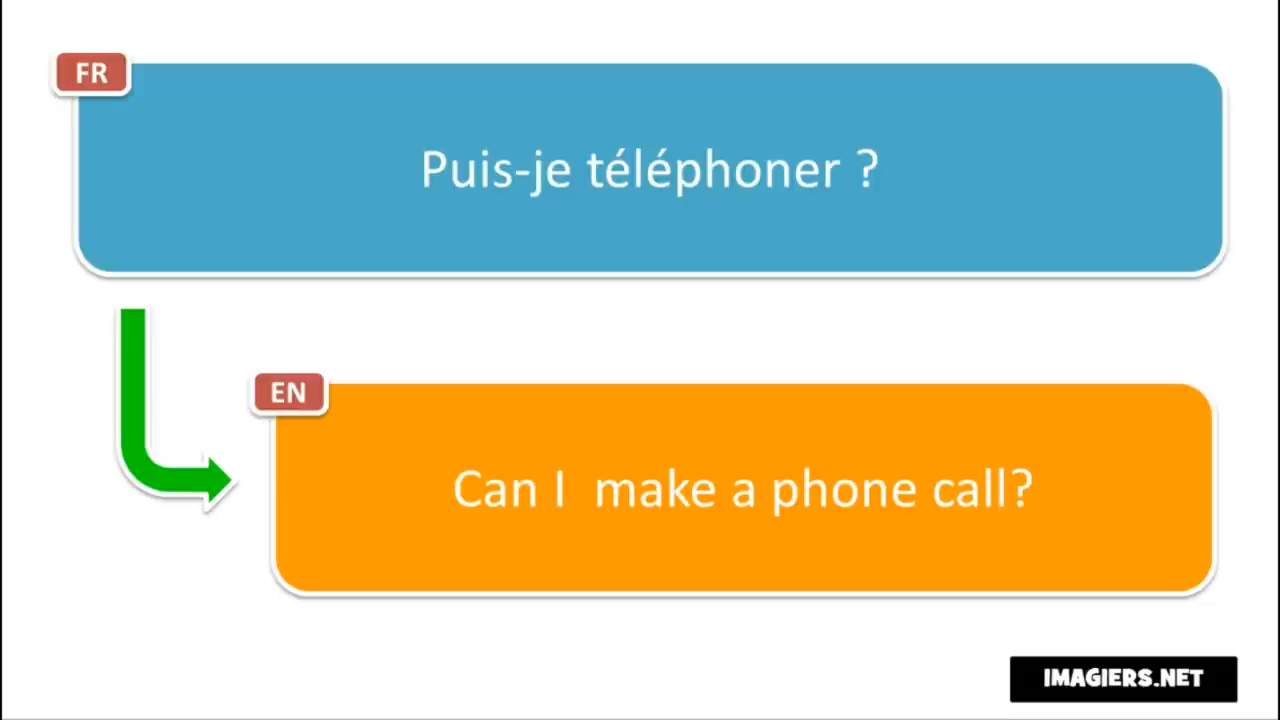 FR
Puis-je téléphoner ?
EN
Can I  make a phone call?
IMAGIERS.NET